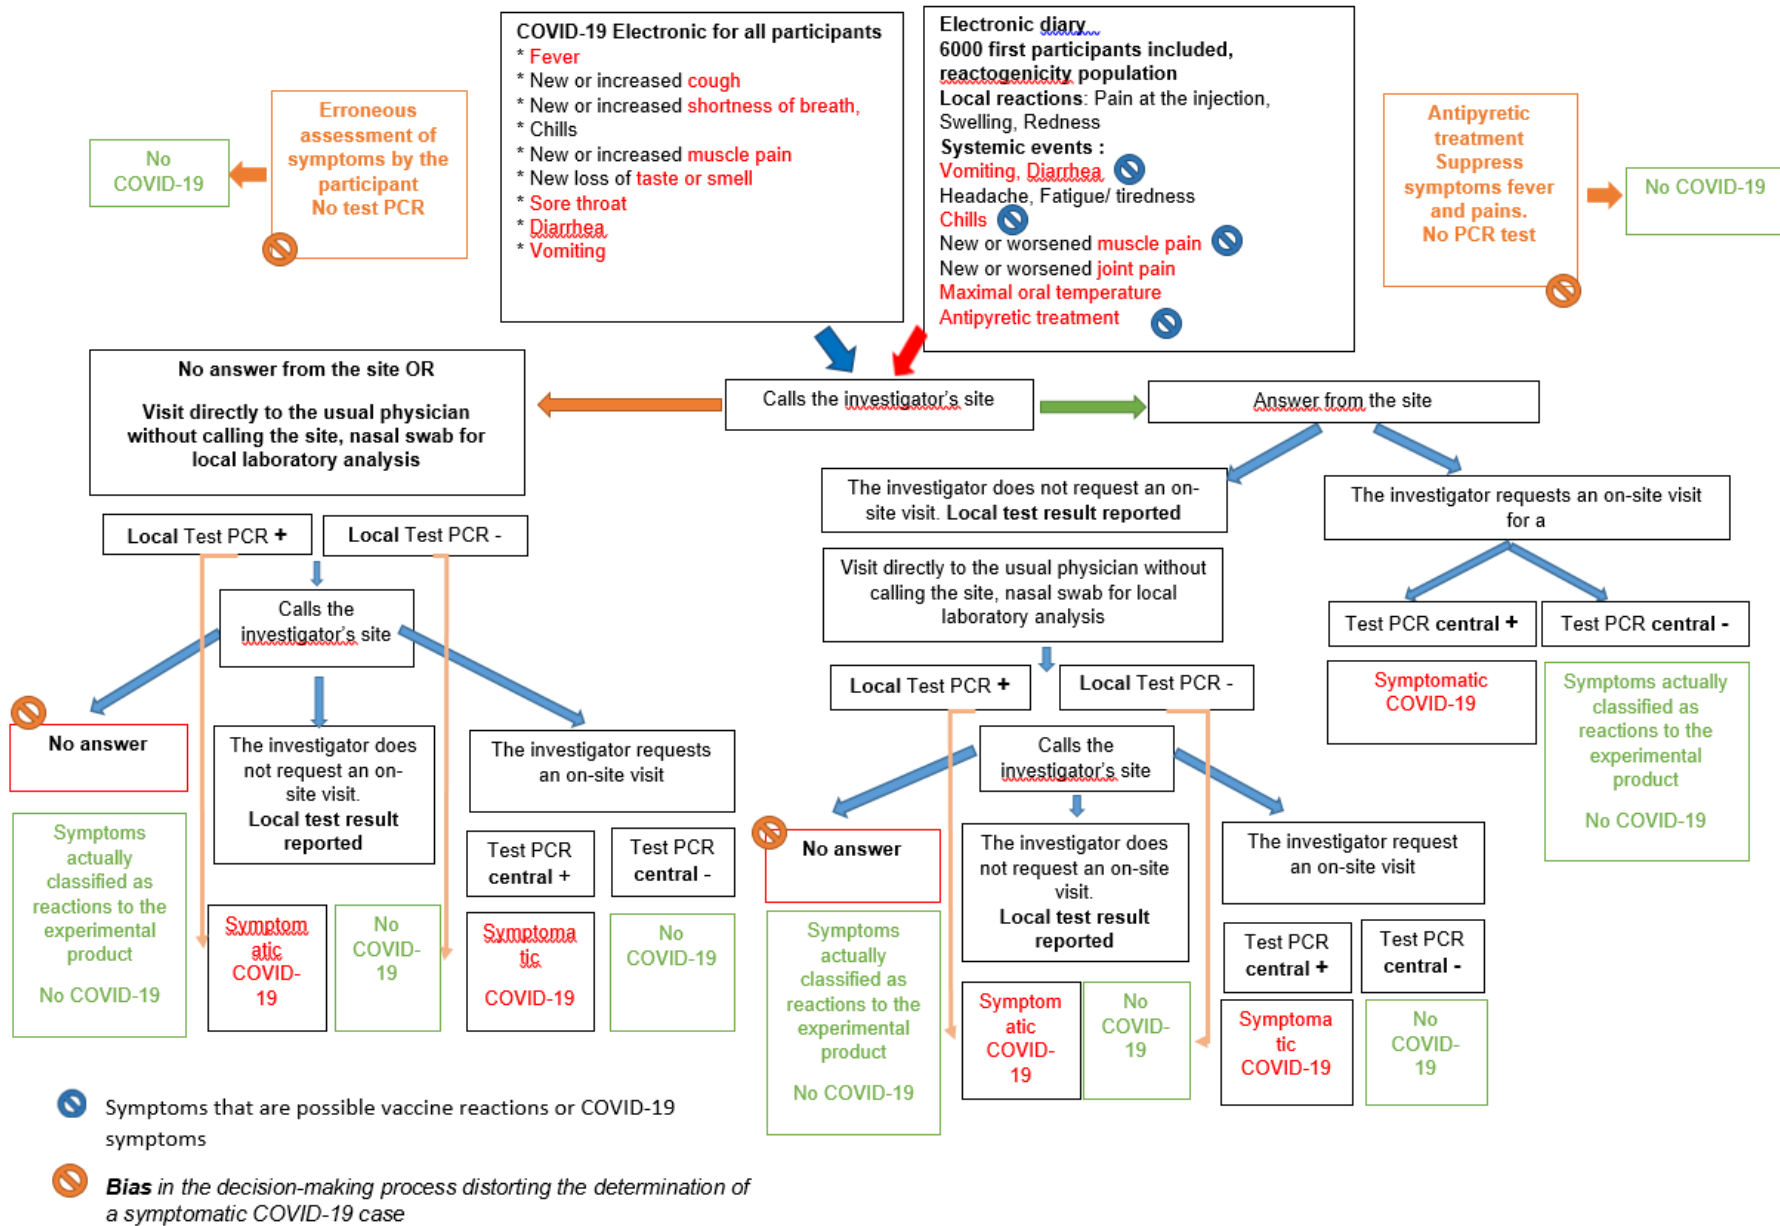 COVID-19 Electronic for all participants
* Fever
* New or increased cough
* New or increased shortness of breath,
* Chills
* New or increased muscle pain
* New loss of taste or smell
* Sore throat
* Diarrhea
* Vomiting
Electronic diary
6000 first participants included,
reactogenicity population
Local reactions: Pain at the injection,
Swelling, Redness
Systemic events :
Vomiting, Diarrhea
Headache, Fatigue/ tiredness
Chills
New or worsened muscle pain
New or worsened joint pain
Maximal oral temperature
Antipyretic treatment
No
COVID-19
Erroneous
assessment of
symptoms by the
participant
No test PCR
Antipyretic
treatment
Suppress
symptoms fever
and pains.
No PCR test
No COVID-19
No answer from the site OR
Visit directly to the usual physician
without calling the site, nasal swab for
local laboratory analysis
Calls the investigator's site
Answer from the site
The investigator does not request an on-
site visit. Local test result reported
The investigator requests an on-site visit
for a
Local Test PCR +
Local Test PCR -
Visit directly to the usual physician without
calling the site, nasal swab for local
laboratory analysis
Calls the
investigator's site
Test PCR central +
Test PCR central -
Symptomatic
COVID-19
Symptoms actually
classified as
reactions to the
experimental
product
No COVID-19
Local Test PCR +
Local Test PCR -
No answer
The investigator does
not request an on-
site visit.
Local test result
reported
The investigator requests
an on-site visit
Calls the
investigator's site
Symptoms
actually
classified as
reactions to the
experimental
product
No COVID-19
Test PCR
central +
Test PCR
central -
Symptom
atic
COVID-
19
No
COVID-
19
Symptoma
tic
COVID-19
No
COVID-19
No answer
The investigator does
not request an on-site
visit.
Local test result
reported
The investigator request
an on-site visit
Symptoms
actually
classified as
reactions to the
experimental
product
No COVID-19
Test PCR
central +
Test PCR
central -
Symptom
atic
COVID-
19
No
COVID-
19
Symptoma
tic
COVID-19
No
COVID-
19
Symptoms that are possible vaccine reactions or COVID-19
symptoms
Bias in the decision-making process distorting the determination of
a symptomatic COVID-19 case